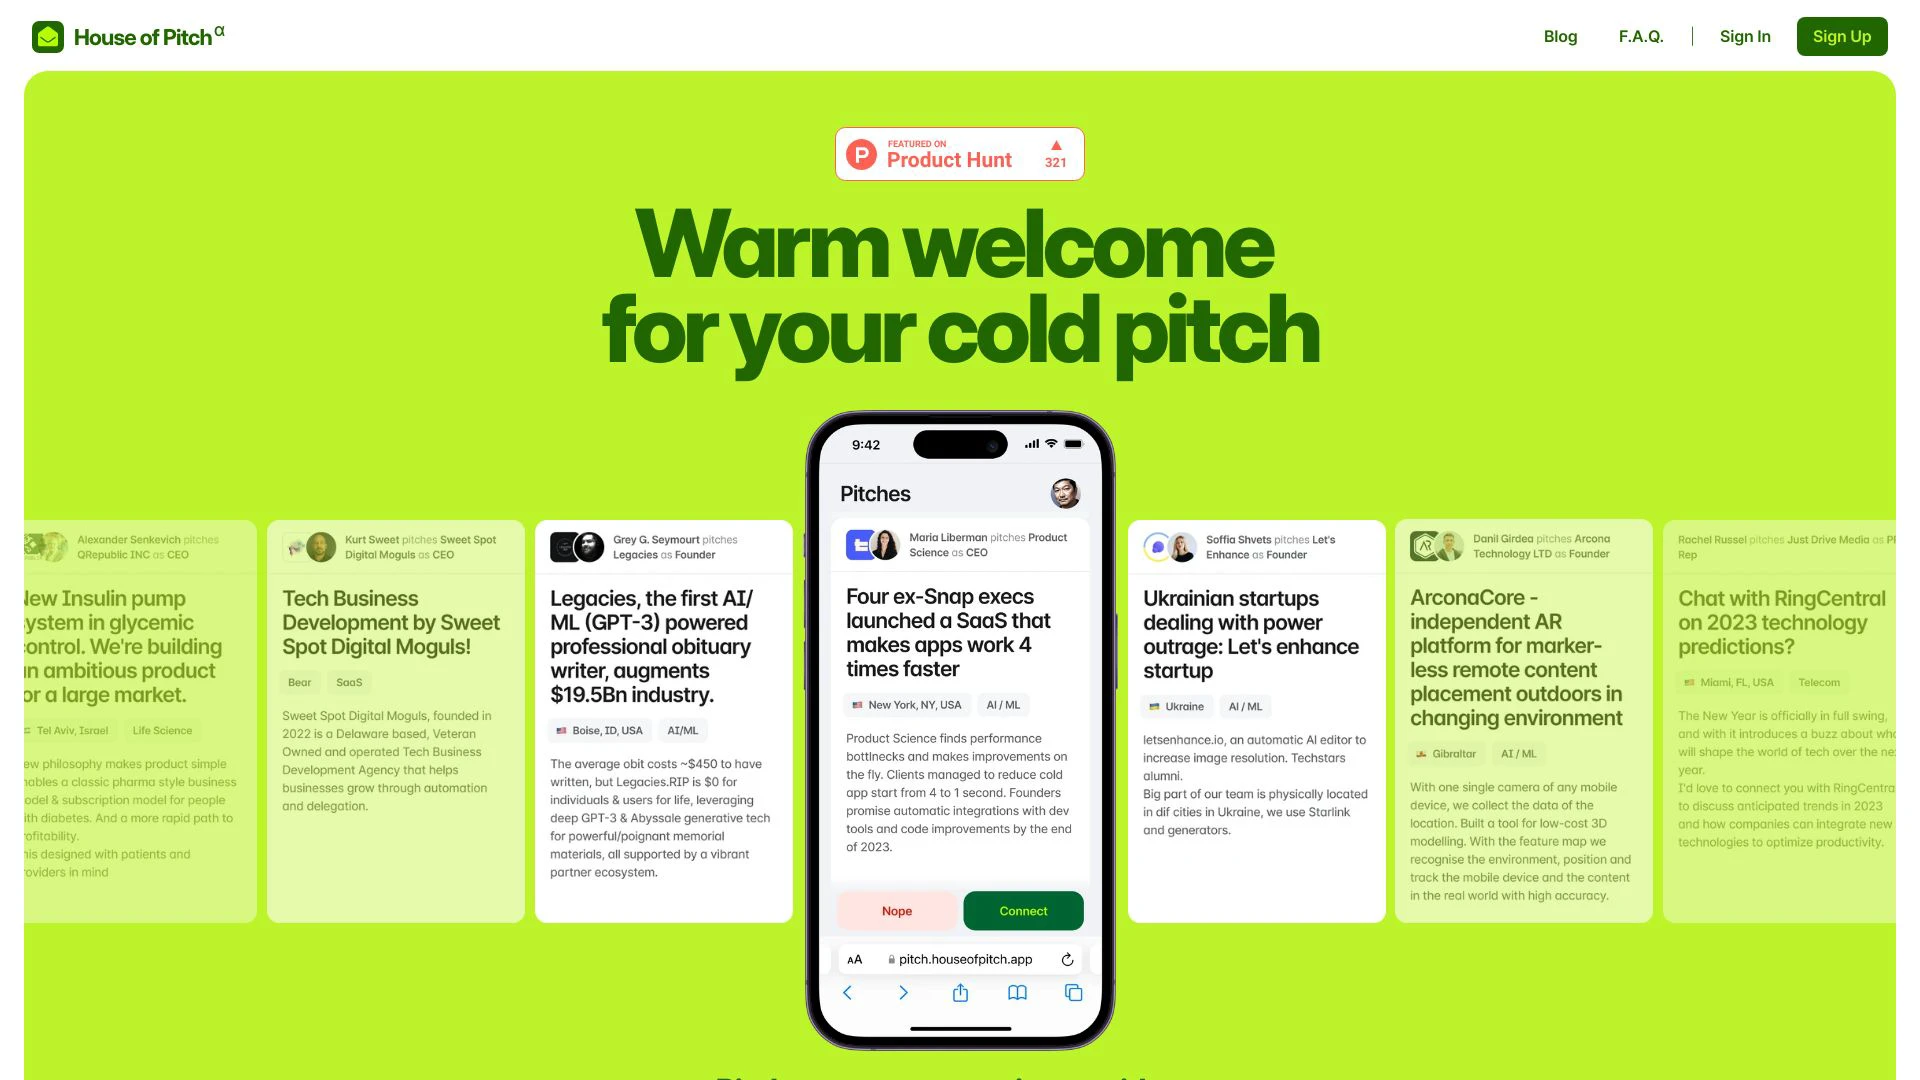 House of Pitch α
Blog
F.A.Q.
Sign In
Sign Up
FEATURED ON
Product Hunt
321
Warm welcome
for your cold pitch
Alexander Senkevich pitches
QRepublic INC as CEO
New Insulin pump
system in glycemic
control. We're building
an ambitious product
for a large market.
Tel Aviv, Israel
Life Science
philosophy makes product simple
a classic pharma style business
& subscription model for people
diabetes. And a more rapid path to
designed with patients and
in mind
Kurt Sweet pitches Sweet Spot
Digital Moguls as CEO
Tech Business
Development by Sweet
Spot Digital Moguls!
Bear
SaaS
Sweet Spot Digital Moguls, founded in
2022 is a Delaware based, Veteran
Owned and operated Tech Business
Development Agency that helps
businesses grow through automation
and delegation.
Grey G. Seymourt pitches
Legacies as Founder
Legacies, the first AI/
ML (GPT-3) powered
professional obituary
writer, augments
$19.5Bn industry.
Boise, ID, USA
AI/ML
The average obit costs ~$450 to have
written, but Legacies.RIP is $0 for
individuals & users for life, leveraging
deep GPT-3 & Abyssale generative tech
for powerful/poignant memorial
materials, all supported by a vibrant
partner ecosystem.
9:42
Pitches
Maria Liberman pitches Product
Science as CEO
Four ex-Snap execs
launched a SaaS that
makes apps work 4
times faster
New York, NY, USA
AI / ML
Product Science finds performance
bottlnecks and makes improvements on
the fly. Clients managed to reduce cold
app start from 4 to 1 second. Founders
promise automatic integrations with dev
tools and code improvements by the end
of 2023.
Nope
Connect
AA
pitch.houseofpitch.app
Soffia Shvets pitches Let's
Enhance as Founder
Ukrainian startups
dealing with power
outrage: Let's enhance
startup
Ukraine
AI / ML
letsenhance.io, an automatic AI editor to
increase image resolution. Techstars
alumni.
Big part of our team is physically located
in dif cities in Ukraine, we use Starlink
and generators.
Danil Girdea pitches Arcona
Technology LTD as Founder
ArconaCore -
independent AR
platform for marker-
less remote content
placement outdoors in
changing environment
Gibraltar
AI / ML
With one single camera of any mobile
device, we collect the data of the
location. Built a tool for low-cost 3D
modelling. With the feature map we
recognise the environment, position and
track the mobile device and the content
in the real world with high accuracy.
Rachel Russel pitches Just Drive Media as PR
Rep
Chat with RingCentral
on 2023 technology
predictions?
Miami, FL, USA
Telecom
The New Year is officially in full swing,
and with it introduces a buzz about who
will shape the world of tech over the
year.
I'd love to connect you with RingCentral
to discuss anticipated trends in 2023
and how companies can integrate new
technologies to optimize productivity.